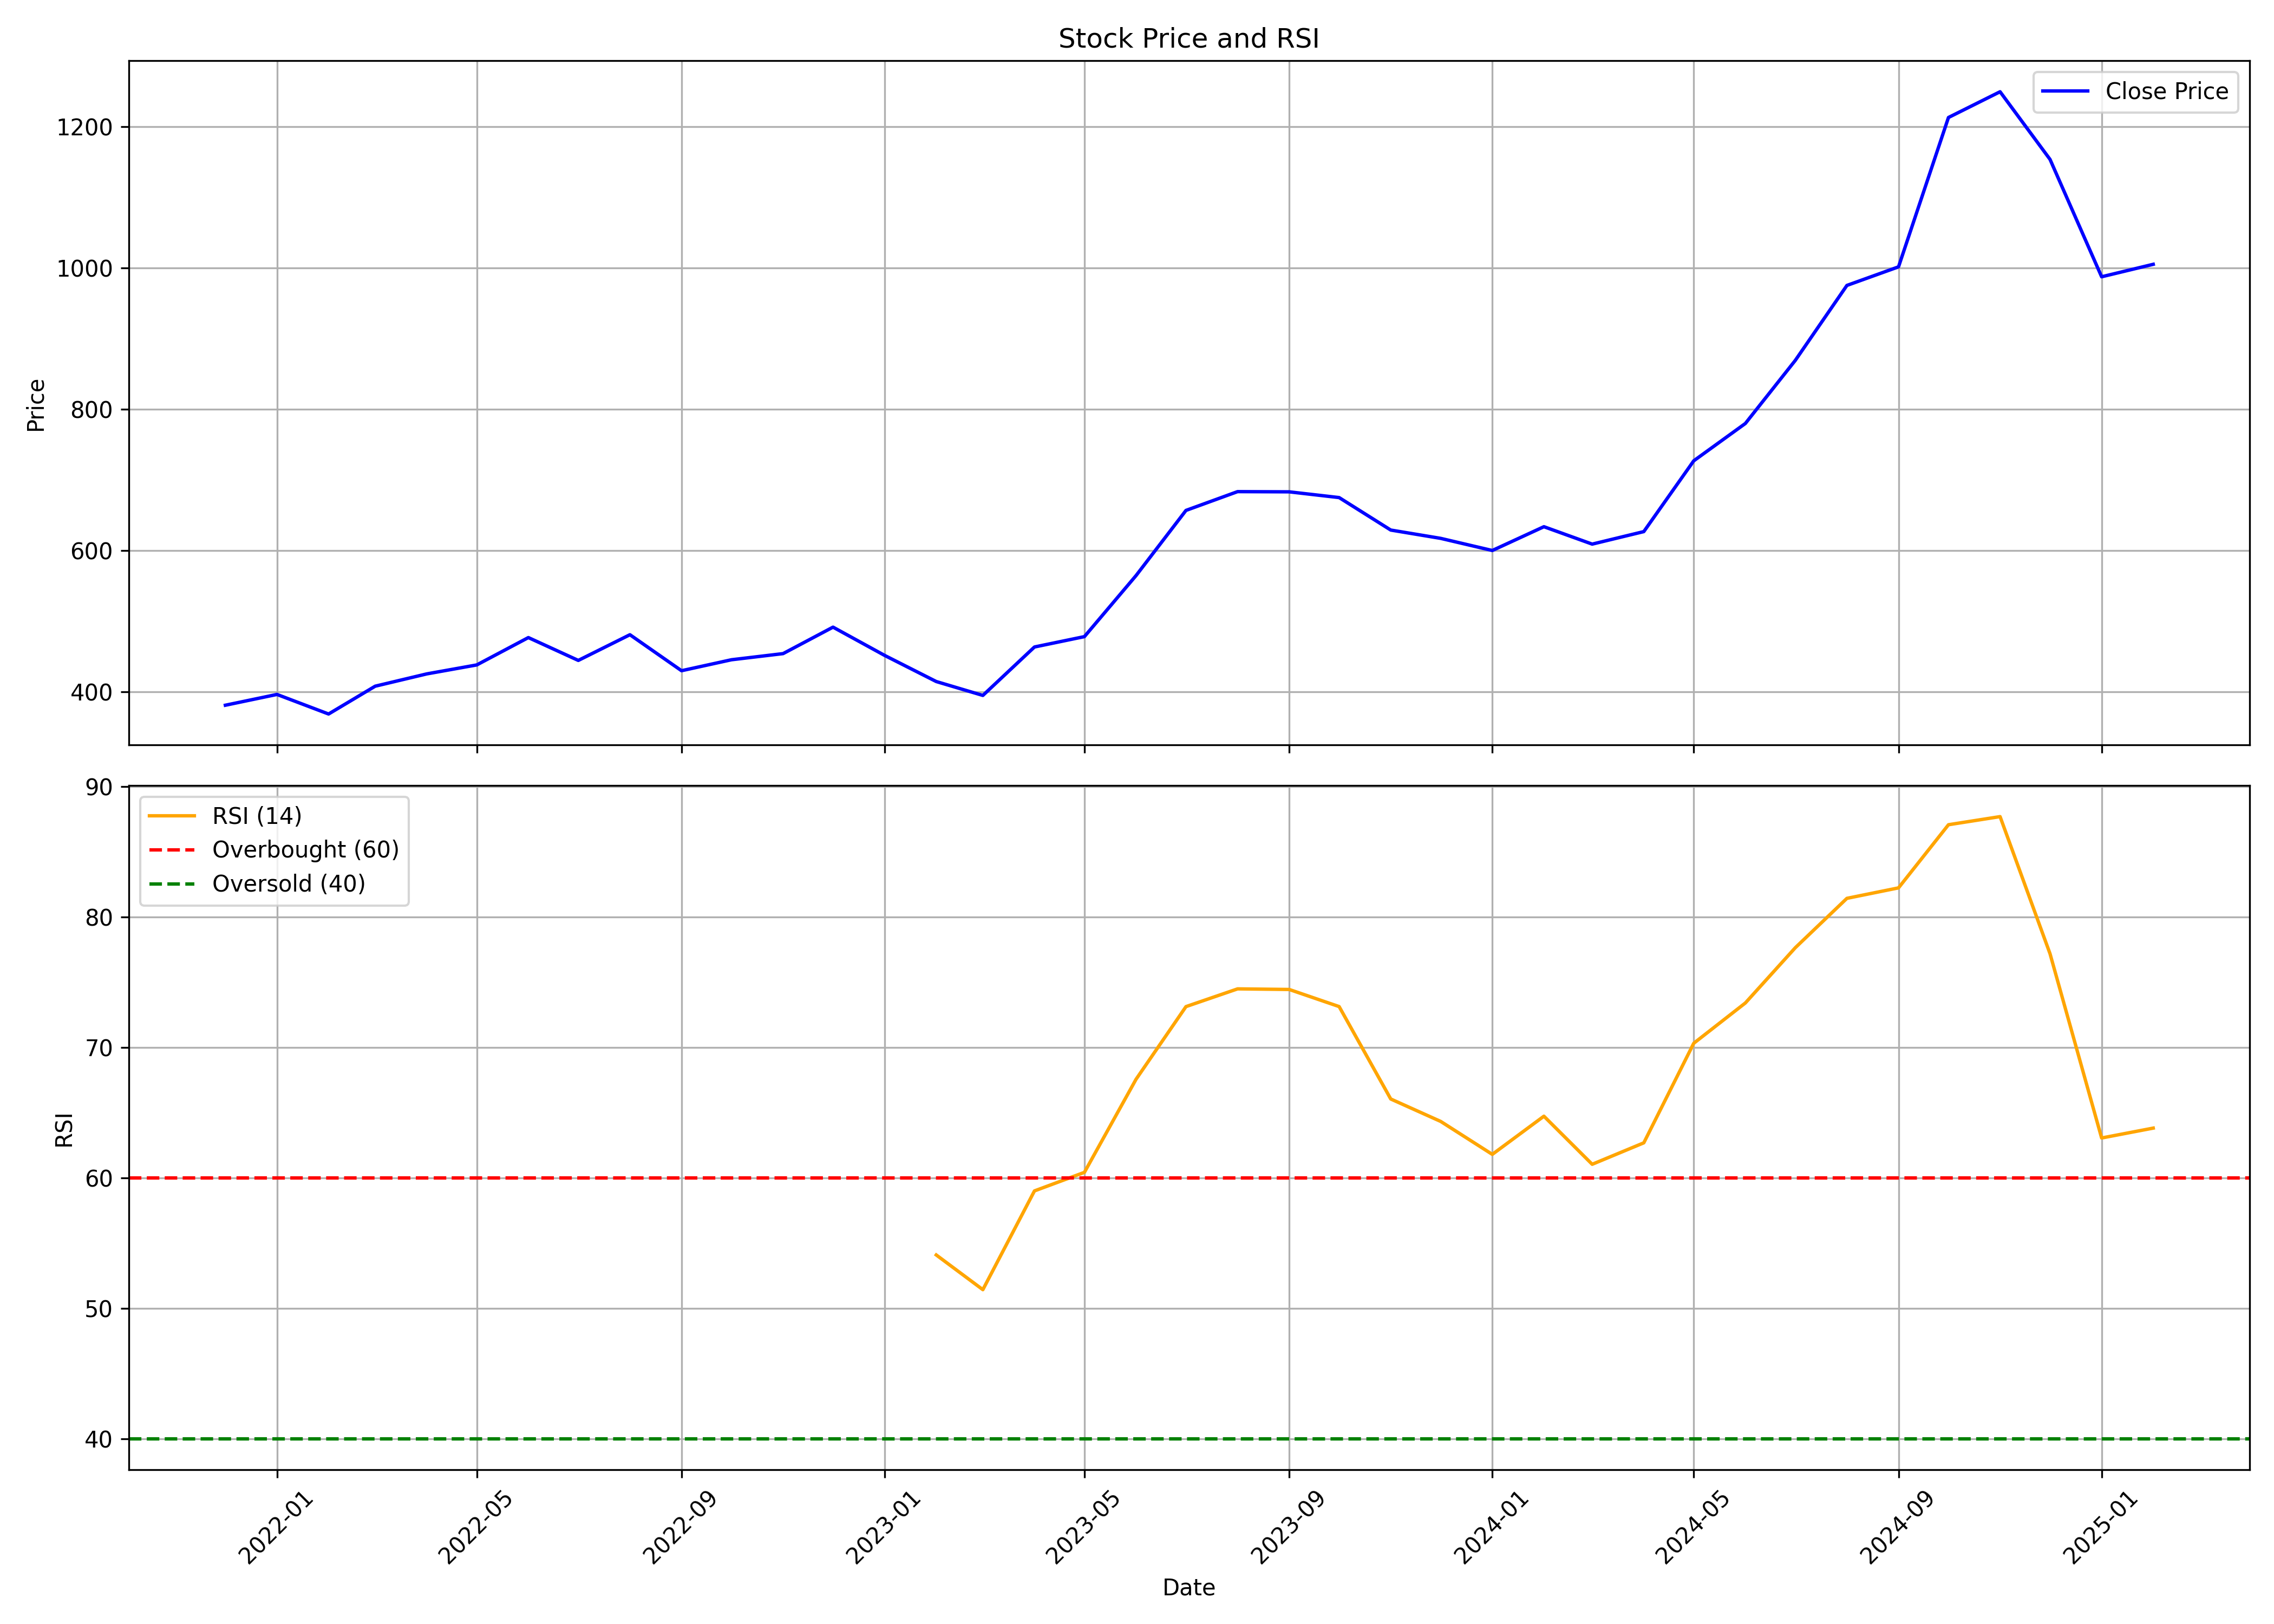 Stock Price and RSI
Close Price
1200
1000
800
600
400
Price
RSI (14)
Overbought (60)
Oversold (40)
90
80
70
60
50
40
RSI
2022-01
2022-05
2022-09
2023-01
2023-05
2023-09
2024-01
2024-05
2024-09
2025-01
Date